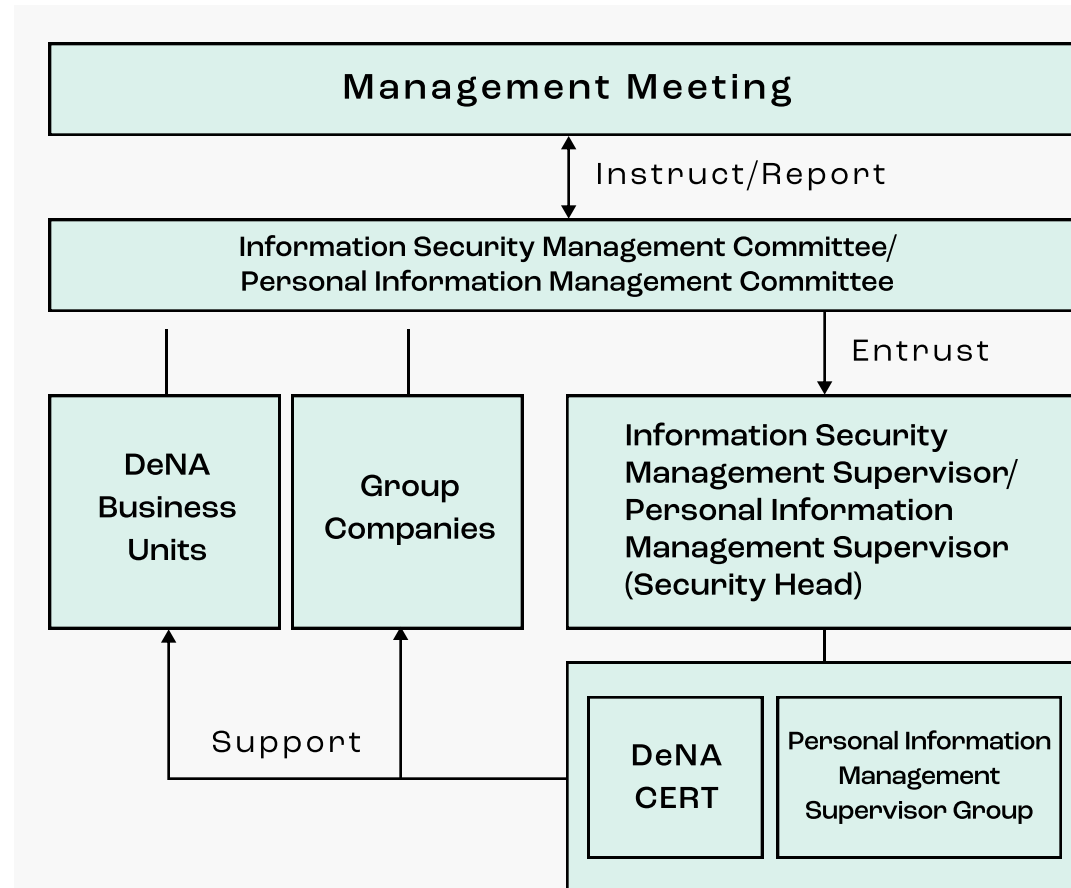 Management Meeting
Instruct/Report
Information Security Management Committee/
Personal Information Management Committee
Entrust
DeNA
Business
Units
Group
Companies
Information Security
Management Supervisor/
Personal Information
Management Supervisor
(Security Head)
Support
DeNA
CERT
Personal Information
Management
Supervisor Group